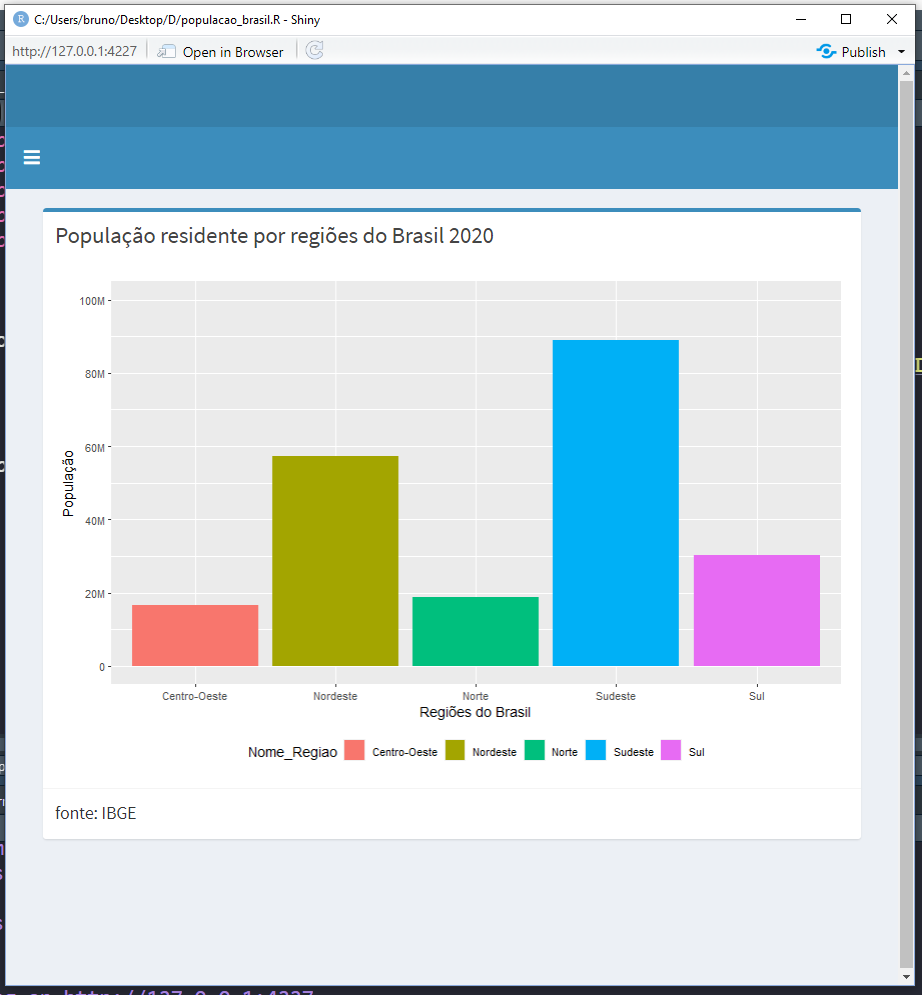 C:/Users/bruno/Desktop/D/populacao_brasil.R - Shiny
http://127.0.0.1:4227 Open in Browser Publish
População residente por regiões do Brasil 2020
100M
80M
60M
40M
20M
0
População
Centro-Oeste Nordeste Norte Sudeste Sul
Regiões do Brasil
Nome_Regiao Centro-Oeste Nordeste Norte Sudeste Sul
fonte: IBGE